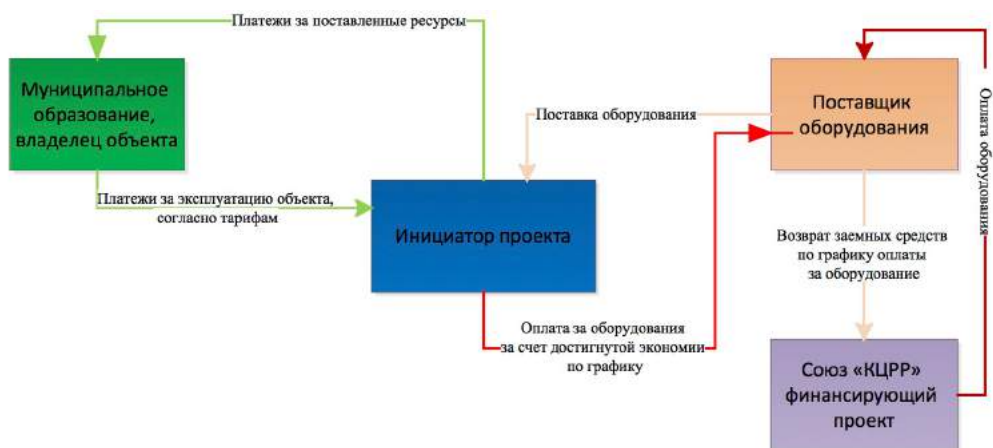 Платежи за поставленные ресурсы
Муниципальное
образование,
владелец объекта
Поставка оборудования
Поставщик
оборудования
Оплата оборудования
Платежи за эксплуатацию объекта,
согласно тарифам
Инициатор проекта
Возврат заемных средств
по графику оплаты
за оборудование
Оплата за оборудования
за счет достигнутой экономии
по графику
Союз «КЦРР»
финансирующий
проект